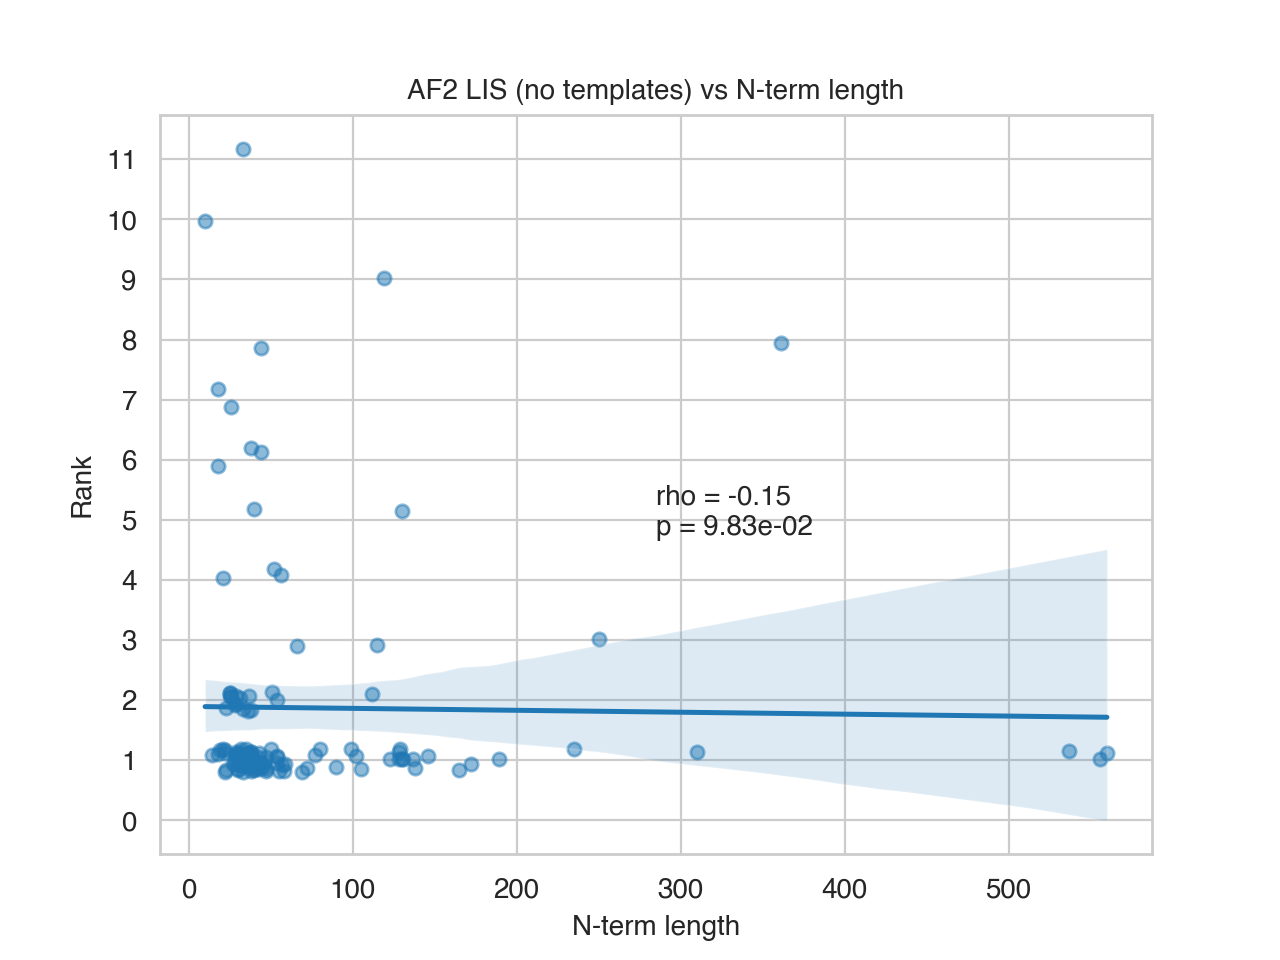 AF2 LIS (no templates) vs N-term length
11
10
9
8
7
6
5
4
3
2
1
0
Rank
rho = -0.15
p = 9.83e-02
0 100 200 300 400 500
N-term length